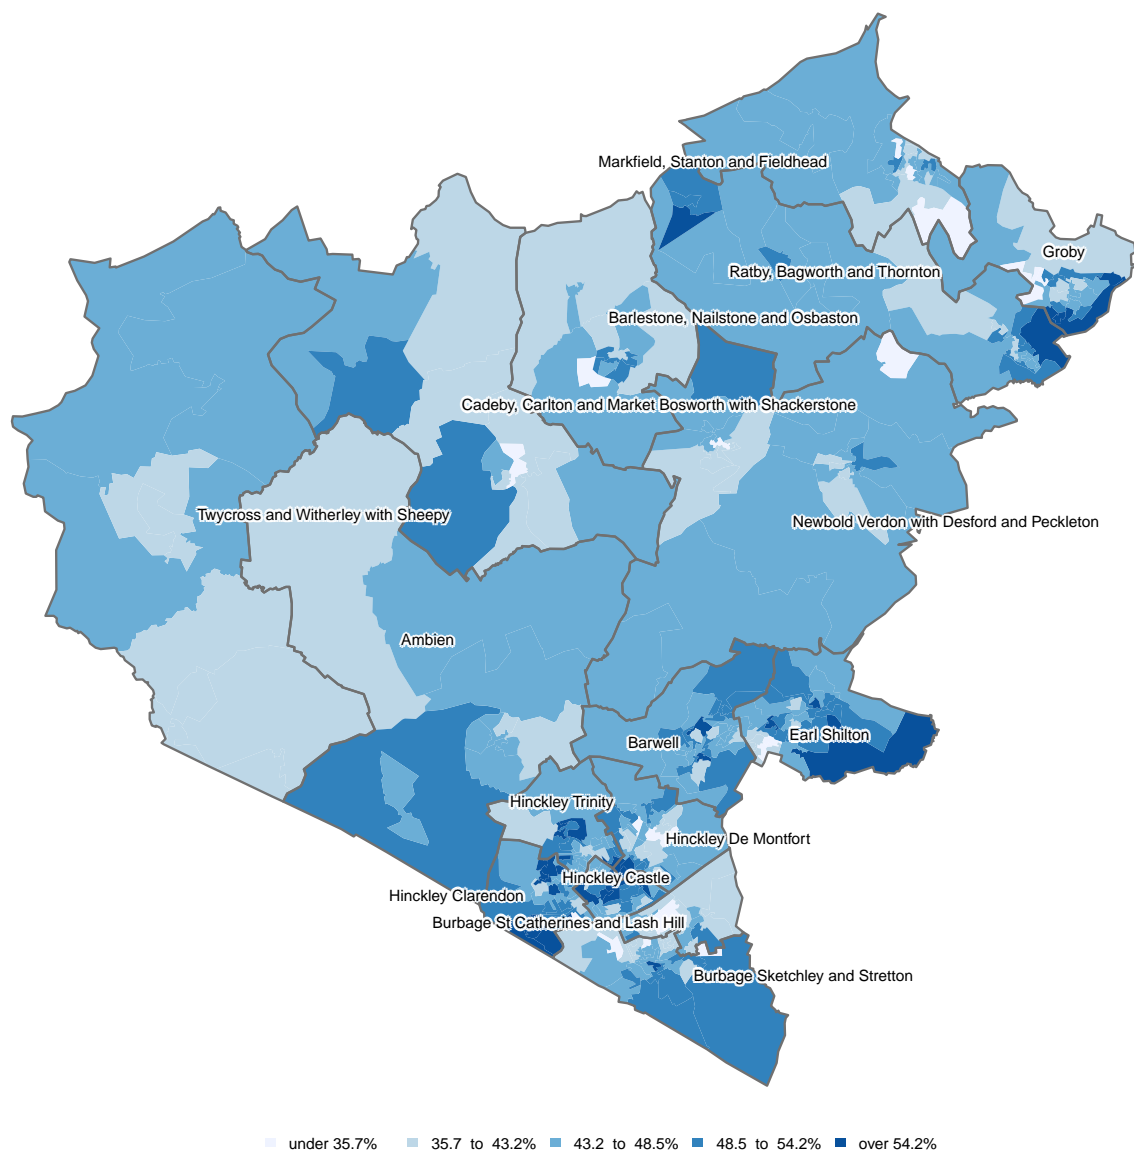 Markfield, Stanton and Fieldhead
Groby
Ratby, Bagworth and Thornton
Barlestone, Nailstone and Osbaston
Cadeby, Carlton and Market Bosworth with Shackerstone
Twycross and Witherley with Sheepy
Newbold Verdon with Desford and Peckleton
Ambien
Earl Shilton
Barwell
Hinckley Trinity
Hinckley De Montfort
Hinckley Castle
Hinckley Clarendon
Burbage St Catherines and Lash Hill
Burbage Sketchley and Stretton
under 35.7% 35.7 to 43.2% 43.2 to 48.5% 48.5 to 54.2% over 54.2%